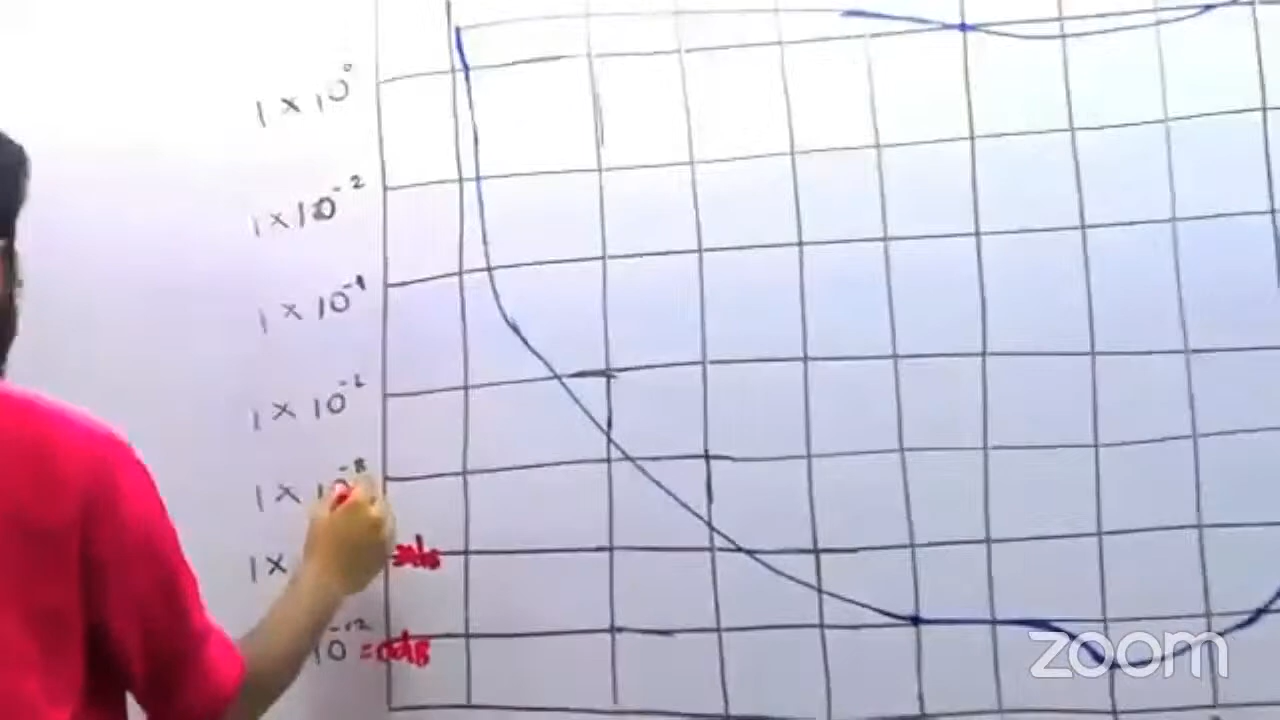 1 × 10⁰
1 × 10⁻²
1 × 10⁻⁴
1 × 10⁻⁶
1 × 10⁻⁸
1 ×
10⁻¹² = 0dB
zoom